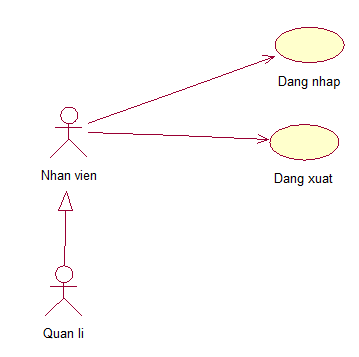 Dang nhap
Nhan vien
Dang xuat
Quan li